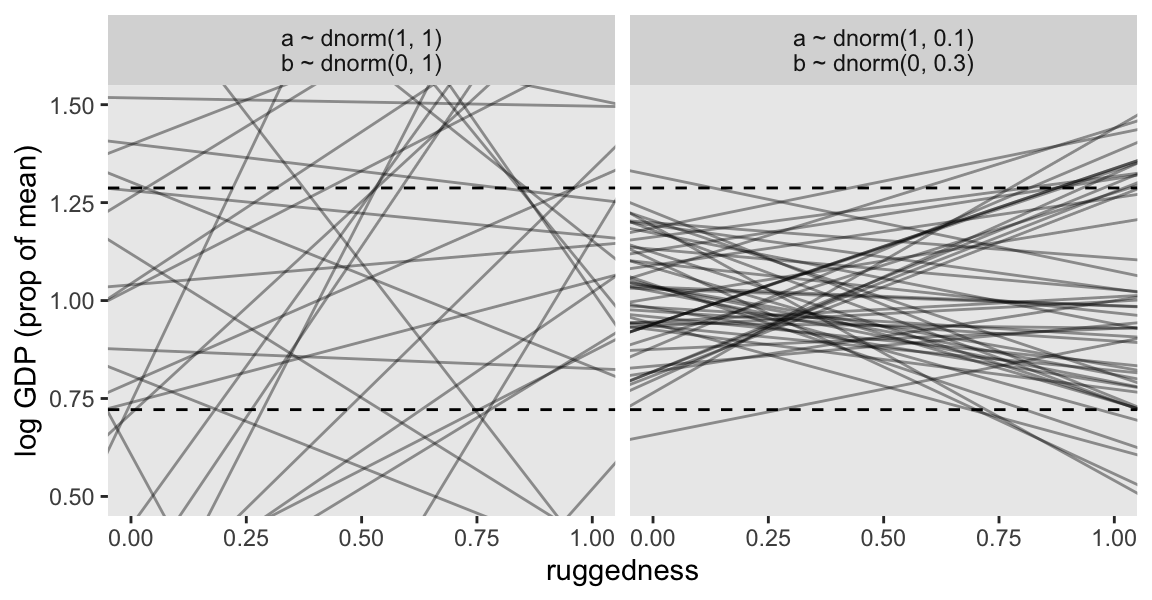 a ~ dnorm(1, 1)
b ~ dnorm(0, 1)
a ~ dnorm(1, 0.1)
b ~ dnorm(0, 0.3)
log GDP (prop of mean)
1.50
1.25
1.00
0.75
0.50
0.00 0.25 0.50 0.75 1.00
0.00 0.25 0.50 0.75 1.00
ruggedness